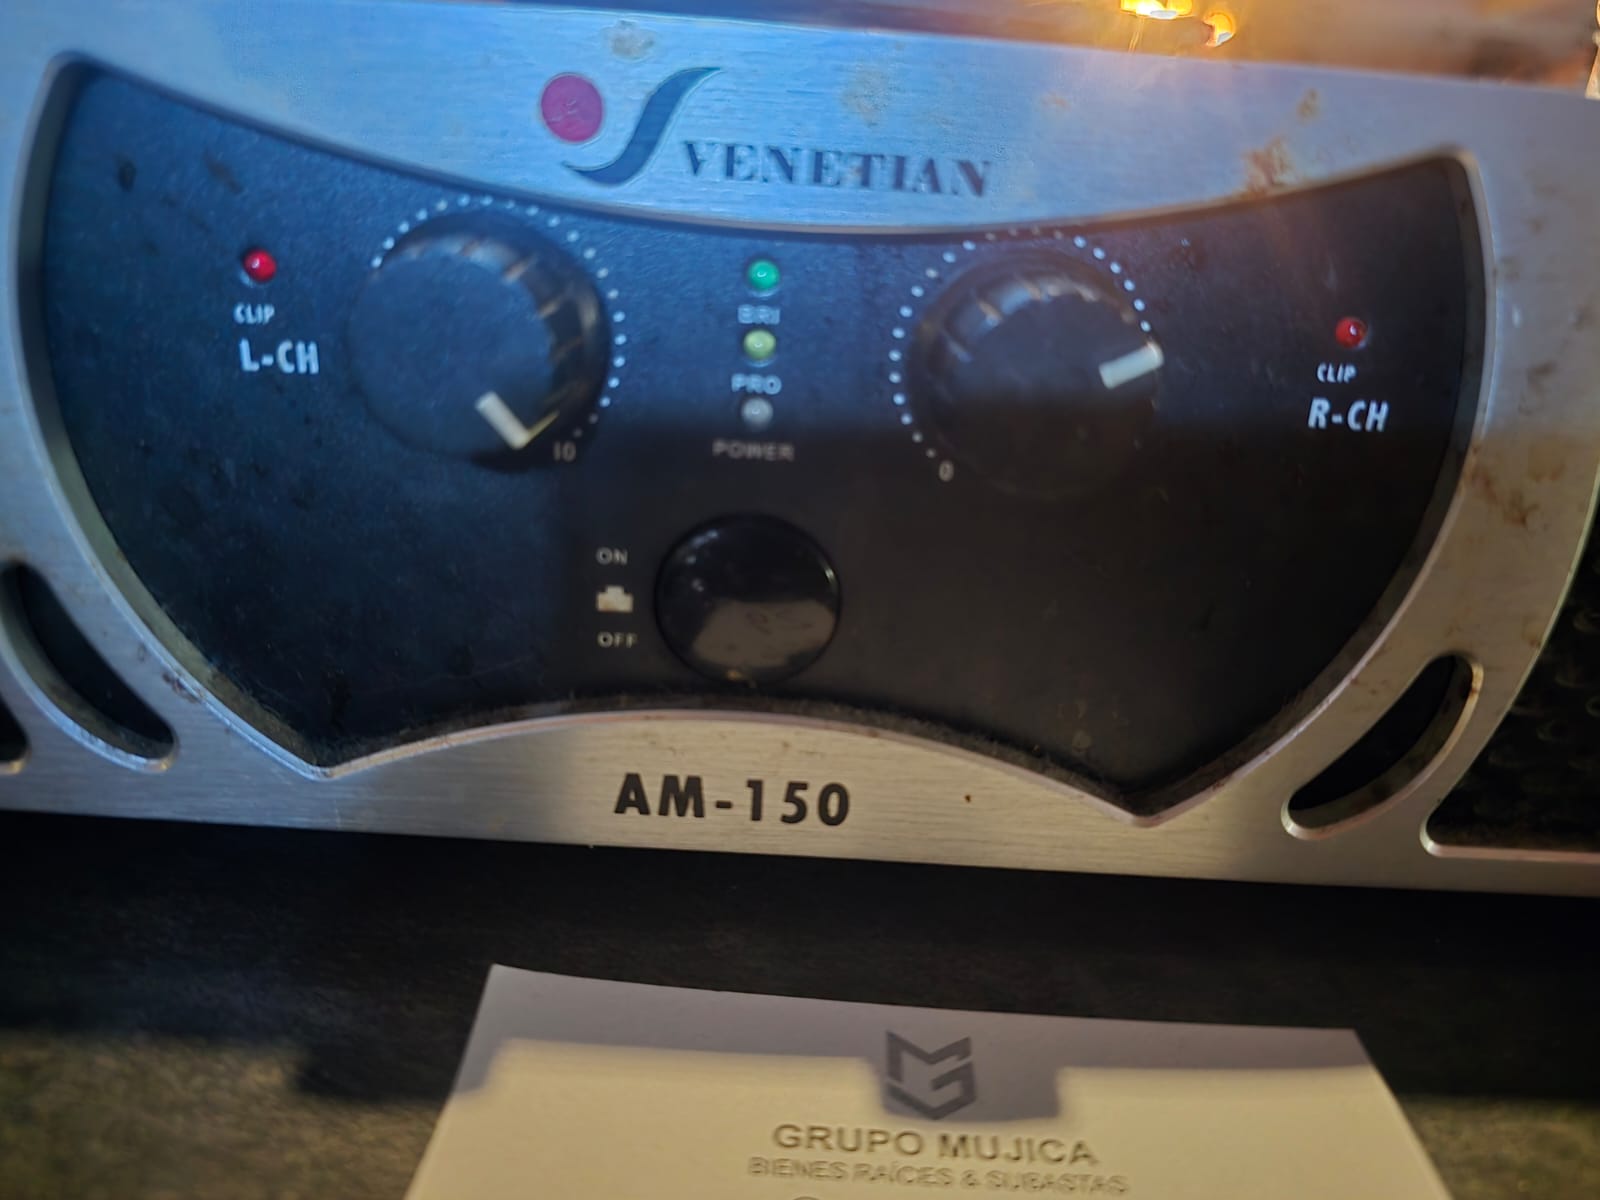 VENETIAN
CLIP
L-CH
10
BRI
PRO
POWER
0
CLIP
R-CH
ON
OFF
AM-150
GRUPO MUJICA
BIENES RAÍCES & SUBASTAS